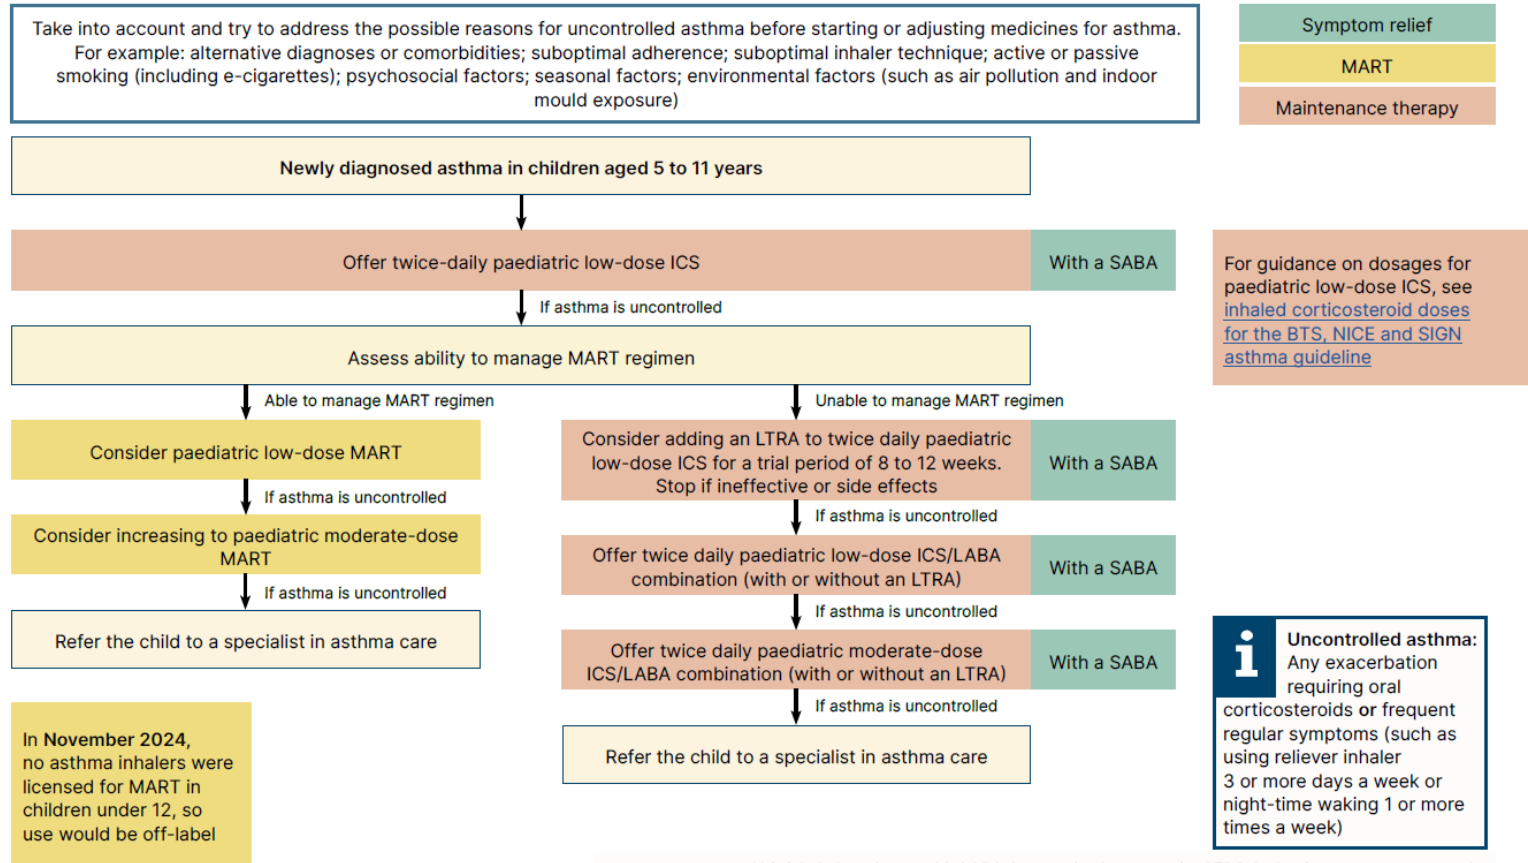 Take into account and try to address the possible reasons for uncontrolled asthma before starting or adjusting medicines for asthma.
For example: alternative diagnoses or comorbidities; suboptimal adherence; suboptimal inhaler technique; active or passive
smoking (including e-cigarettes); psychosocial factors; seasonal factors; environmental factors (such as air pollution and indoor
mould exposure)
Symptom relief
MART
Maintenance therapy
Newly diagnosed asthma in children aged 5 to 11 years
Offer twice-daily paediatric low-dose ICS
With a SABA
For guidance on dosages for
paediatric low-dose ICS, see
inhaled corticosteroid doses
for the BTS, NICE and SIGN
asthma guideline
If asthma is uncontrolled
Assess ability to manage MART regimen
Able to manage MART regimen
Consider paediatric low-dose MART
If asthma is uncontrolled
Consider increasing to paediatric moderate-dose
MART
If asthma is uncontrolled
Refer the child to a specialist in asthma care
Unable to manage MART regimen
Consider adding an LTRA to twice daily paediatric
low-dose ICS for a trial period of 8 to 12 weeks.
Stop if ineffective or side effects
With a SABA
If asthma is uncontrolled
Offer twice daily paediatric low-dose ICS/LABA
combination (with or without an LTRA)
With a SABA
If asthma is uncontrolled
Offer twice daily paediatric moderate-dose
ICS/LABA combination (with or without an LTRA)
With a SABA
If asthma is uncontrolled
Refer the child to a specialist in asthma care
In November 2024,
no asthma inhalers were
licensed for MART in
children under 12, so
use would be off-label
i
Uncontrolled asthma:
Any exacerbation
requiring oral
corticosteroids or frequent
regular symptoms (such as
using reliever inhaler
3 or more days a week or
night-time waking 1 or more
times a week)